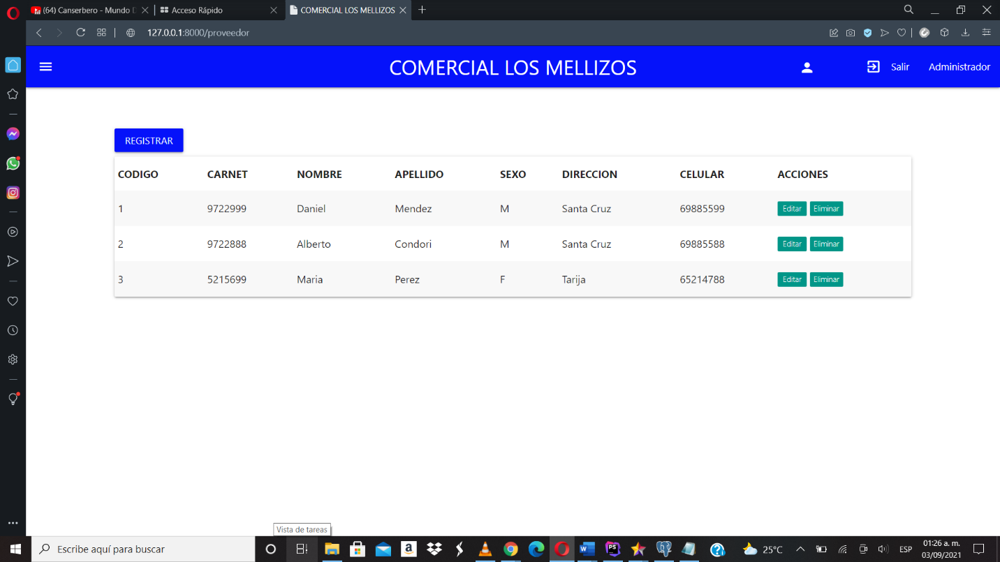 (64) Canserbero - Mundo D
Acceso Rápido
COMERCIAL LOS MELLIZOS
127.0.0.1:8000/proveedor
COMERCIAL LOS MELLIZOS
Salir
Administrador
REGISTRAR
CODIGO CARNET NOMBRE APELLIDO SEXO DIRECCION CELULAR ACCIONES
1 9722999 Daniel Mendez M Santa Cruz 69885599 Editar Eliminar
2 9722888 Alberto Condori M Santa Cruz 69885588 Editar Eliminar
3 5215699 Maria Perez F Tarija 65214788 Editar Eliminar
Vista de tareas
Escribe aquí para buscar
25°C
ESP
01:26 a. m.
03/09/2021